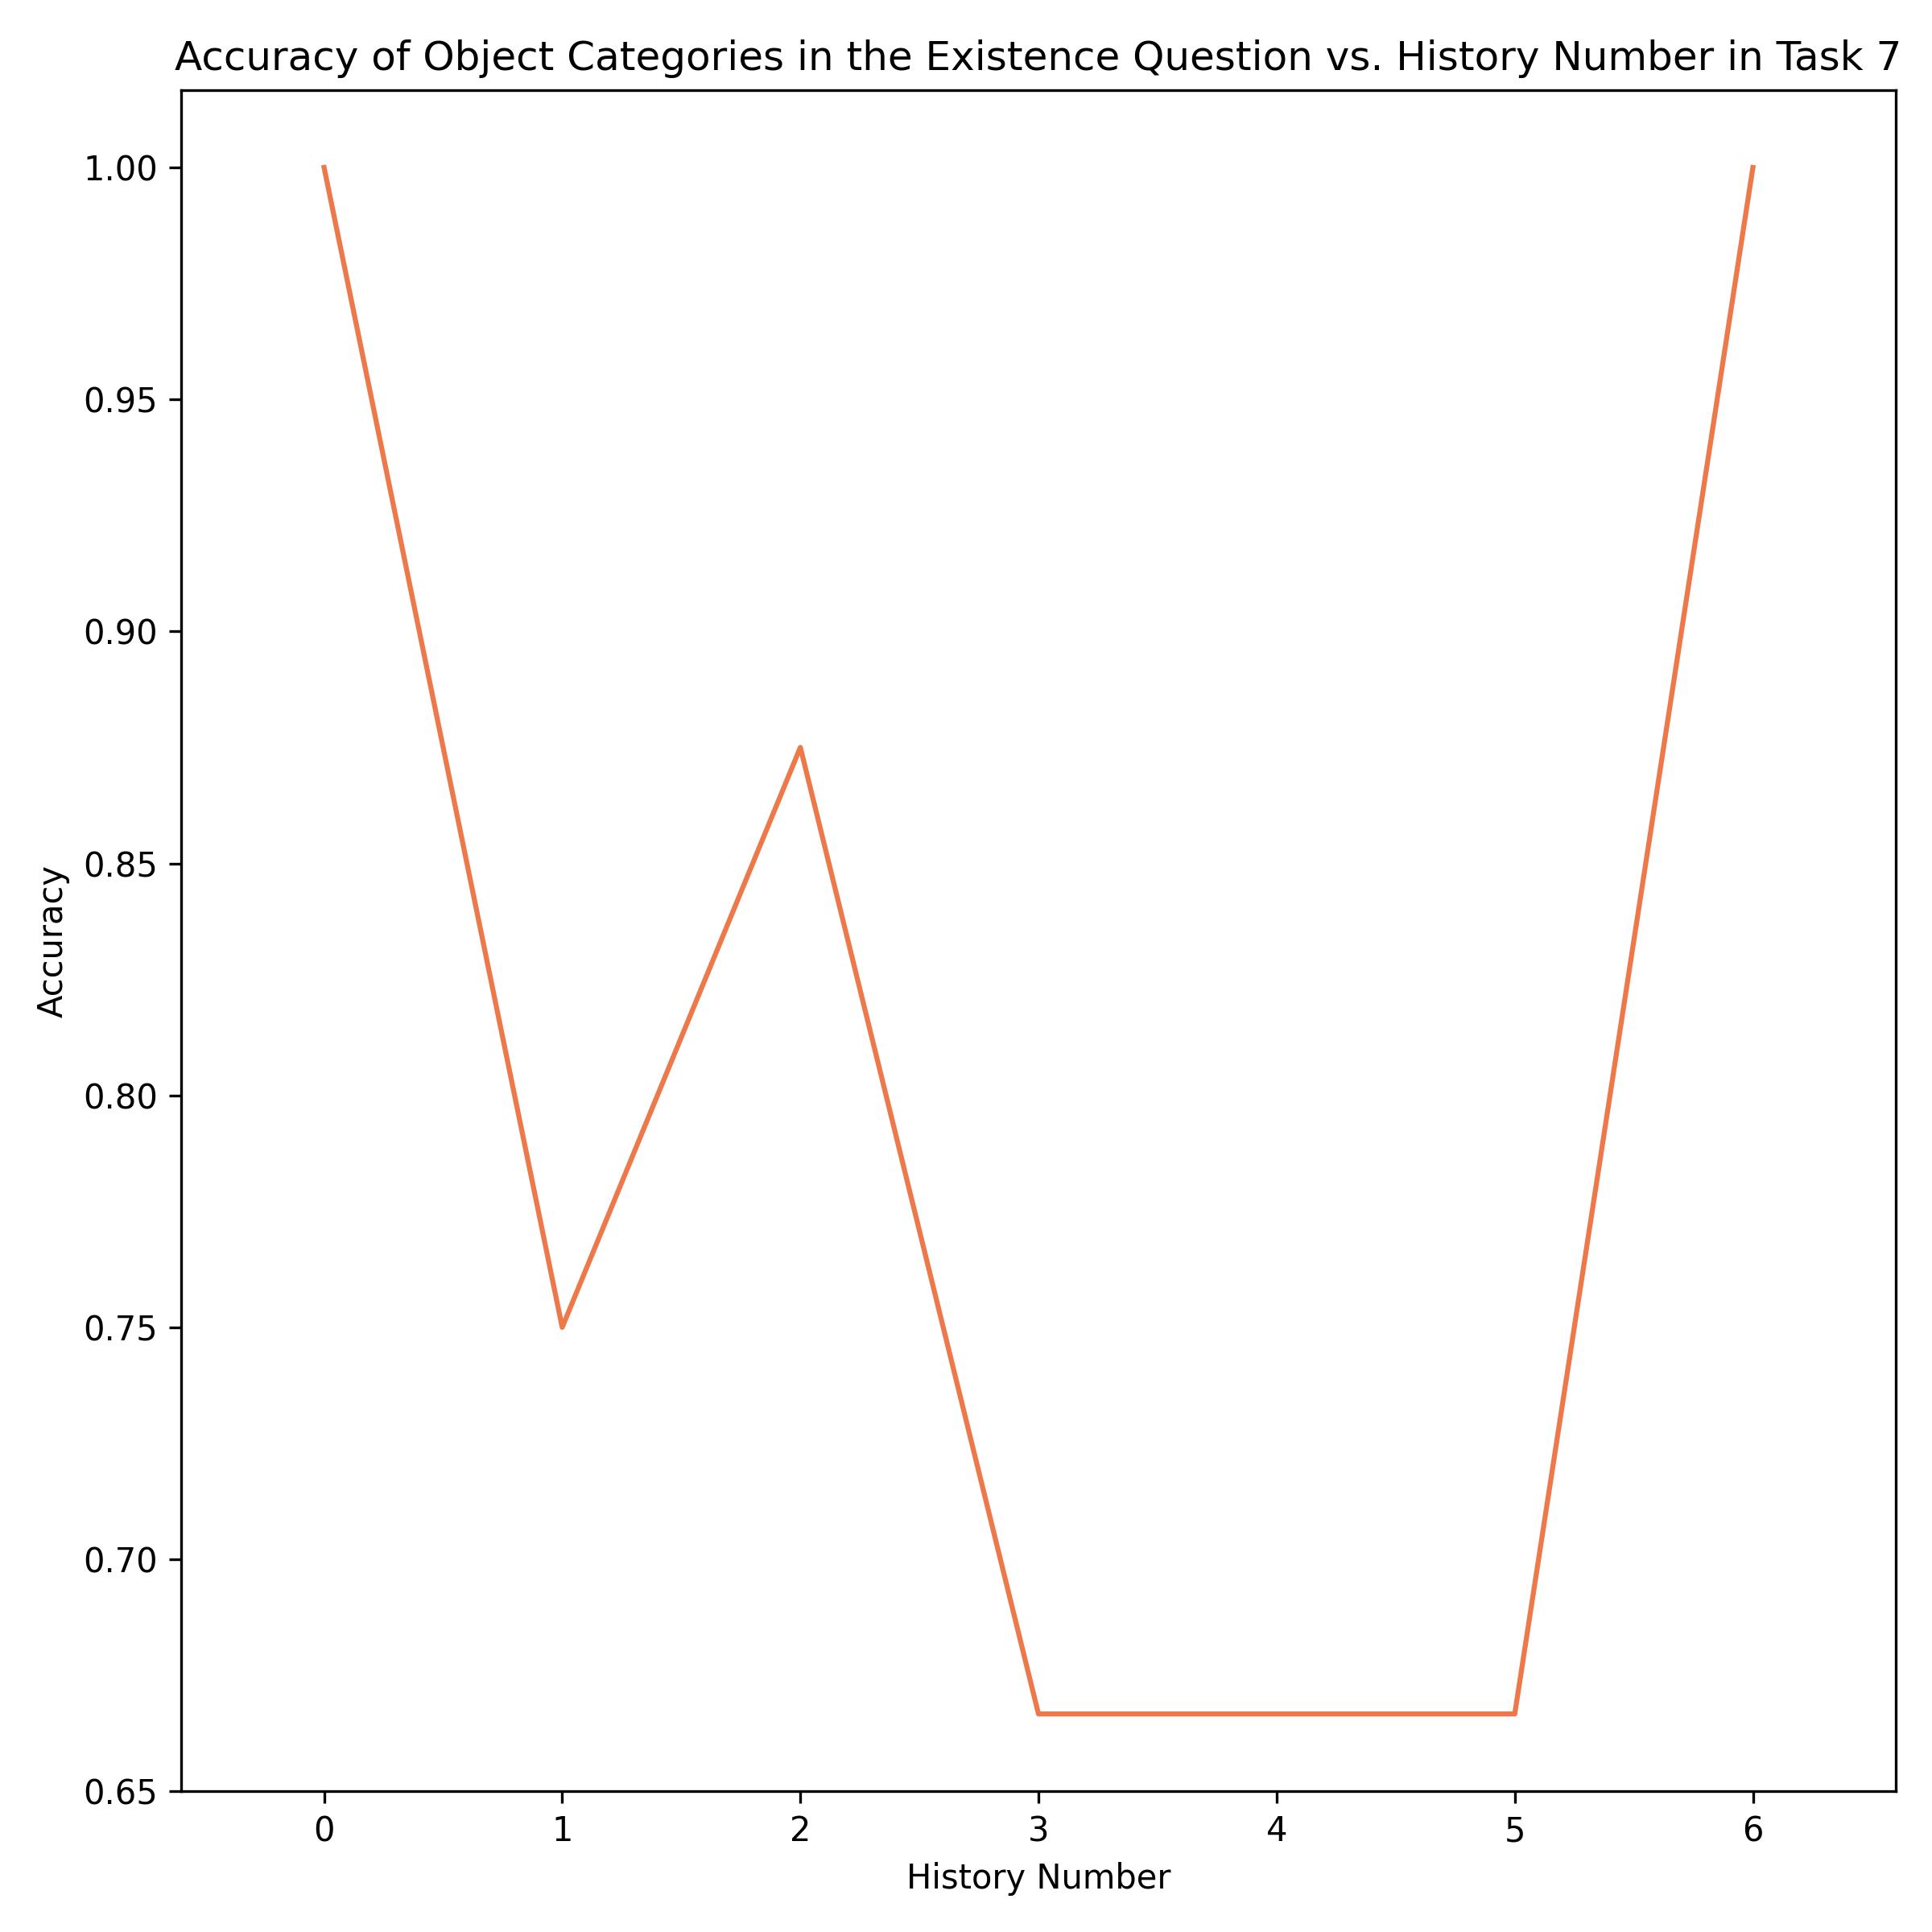 Accuracy of Object Categories in the Existence Question vs. History Number in Task 7
1.00
0.95
0.90
0.85
0.80
0.75
0.70
0.65
Accuracy
0 1 2 3 4 5 6
History Number